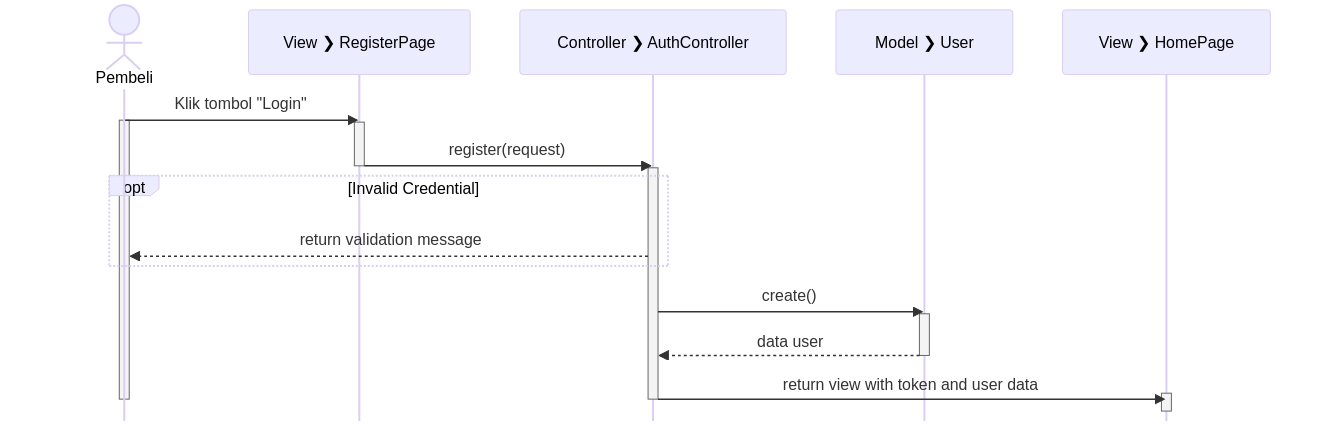 Pembeli
View ❯ RegisterPage
Controller ❯ AuthController
Model ❯ User
View ❯ HomePage
Klik tombol "Login"
register(request)
opt
[Invalid Credential]
return validation message
create()
data user
return view with token and user data